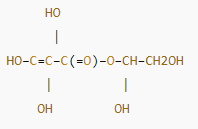 HO
|
HO-C=C-C(=O)-O-CH-CH2OH
| |
OH OH